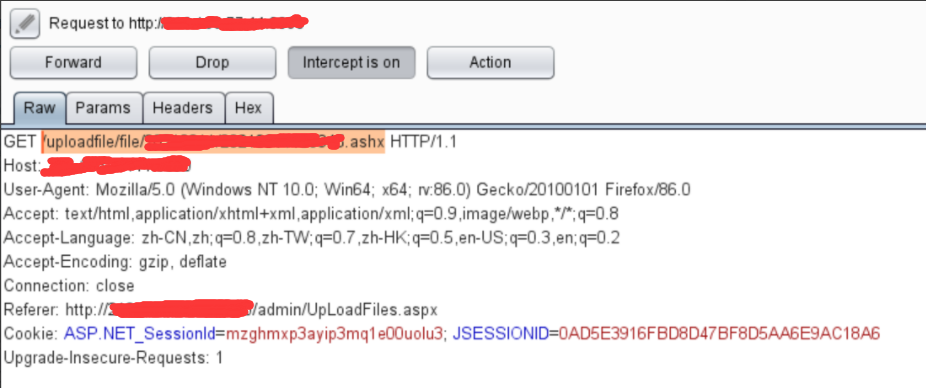 Request to http:/
Forward Drop Intercept is on Action
Raw Params Headers Hex
GET /uploadfile/file/ .ashx HTTP/1.1
Host:
User-Agent: Mozilla/5.0 (Windows NT 10.0; Win64; x64; rv:86.0) Gecko/20100101 Firefox/86.0
Accept: text/html,application/xhtml+xml,application/xml;q=0.9,image/webp,*/*;q=0.8
Accept-Language: zh-CN,zh;q=0.8,zh-TW;q=0.7,zh-HK;q=0.5,en-US;q=0.3,en;q=0.2
Accept-Encoding: gzip, deflate
Connection: close
Referer: http:// /admin/UpLoadFiles.aspx
Cookie: ASP.NET_SessionId=mzghmxp3ayip3mq1e00uolu3; JSESSIONID=0AD5E3916FBD8D47BF8D5AA6E9AC18A6
Upgrade-Insecure-Requests: 1